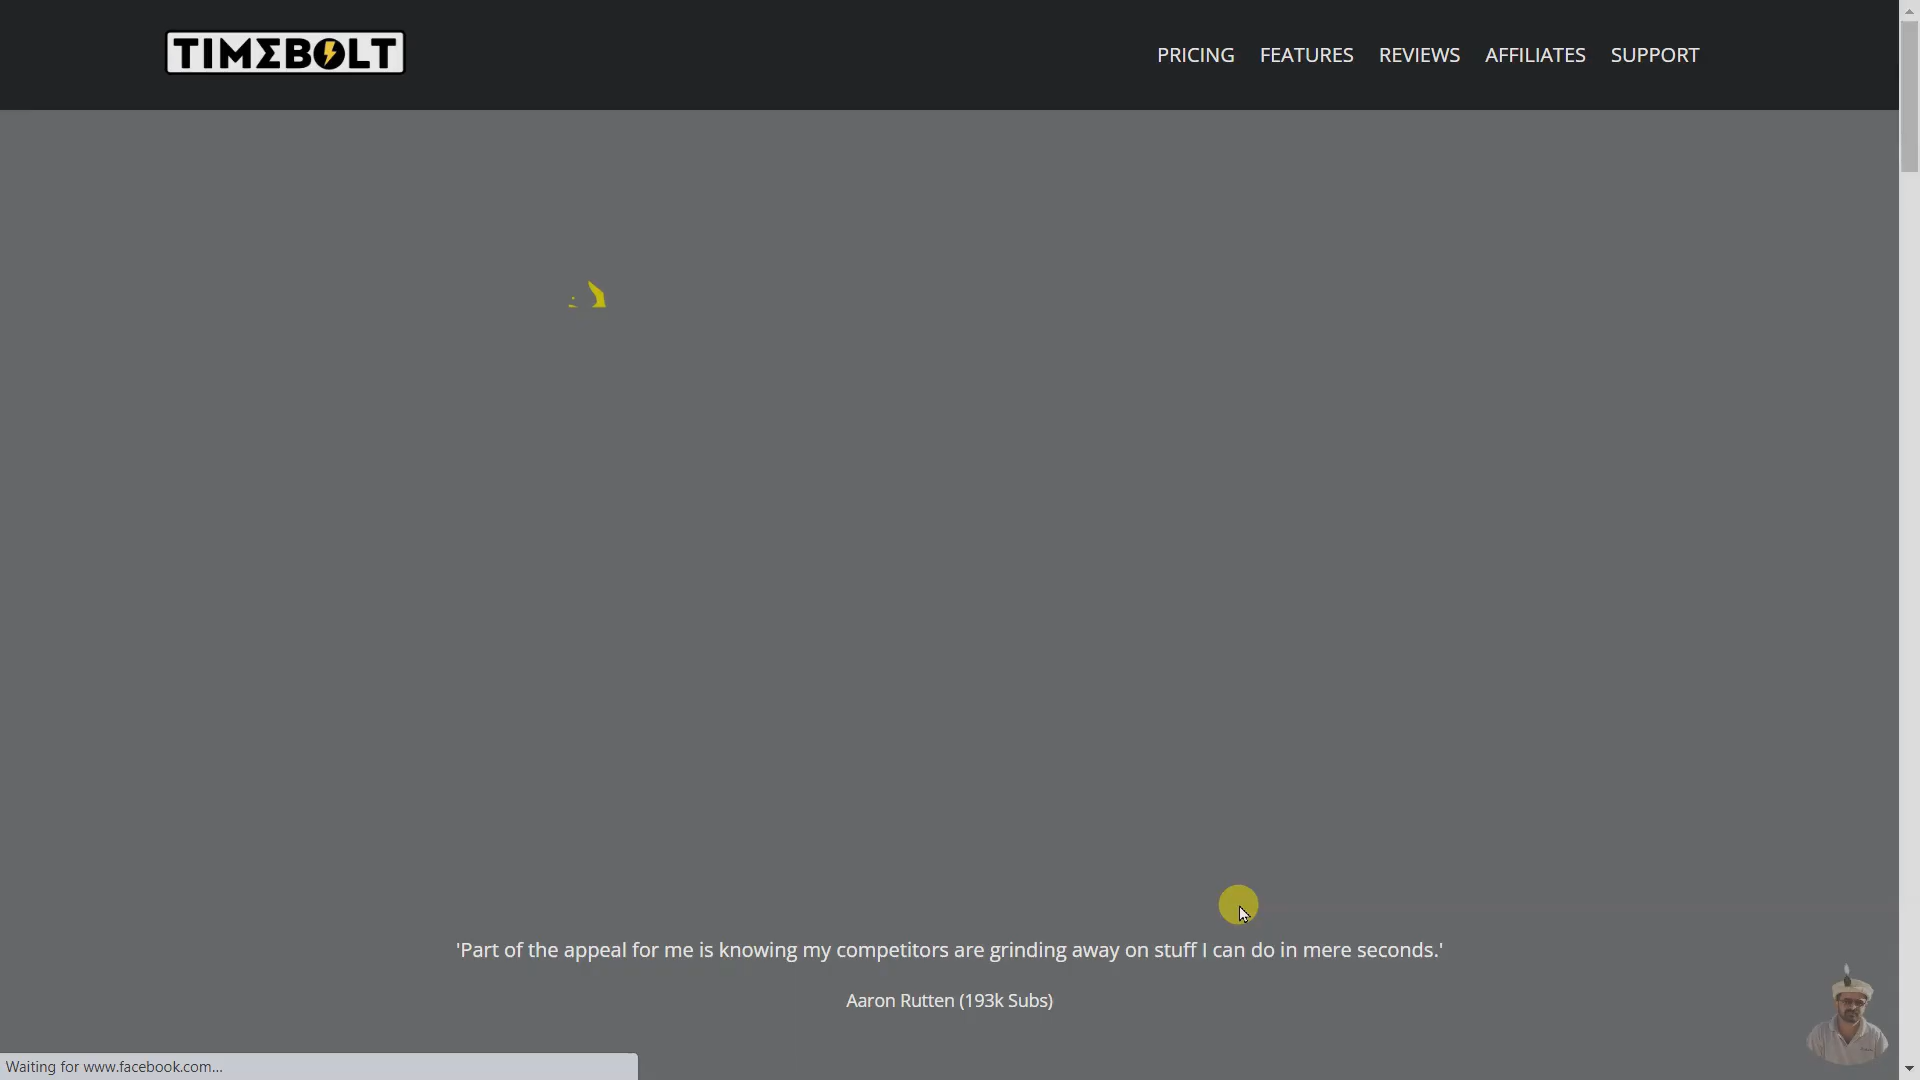 TIMΣBOLT
PRICING FEATURES REVIEWS AFFILIATES SUPPORT
'Part of the appeal for me is knowing my competitors are grinding away on stuff I can do in mere seconds.'
Aaron Rutten (193k Subs)
Waiting for www.facebook.com...